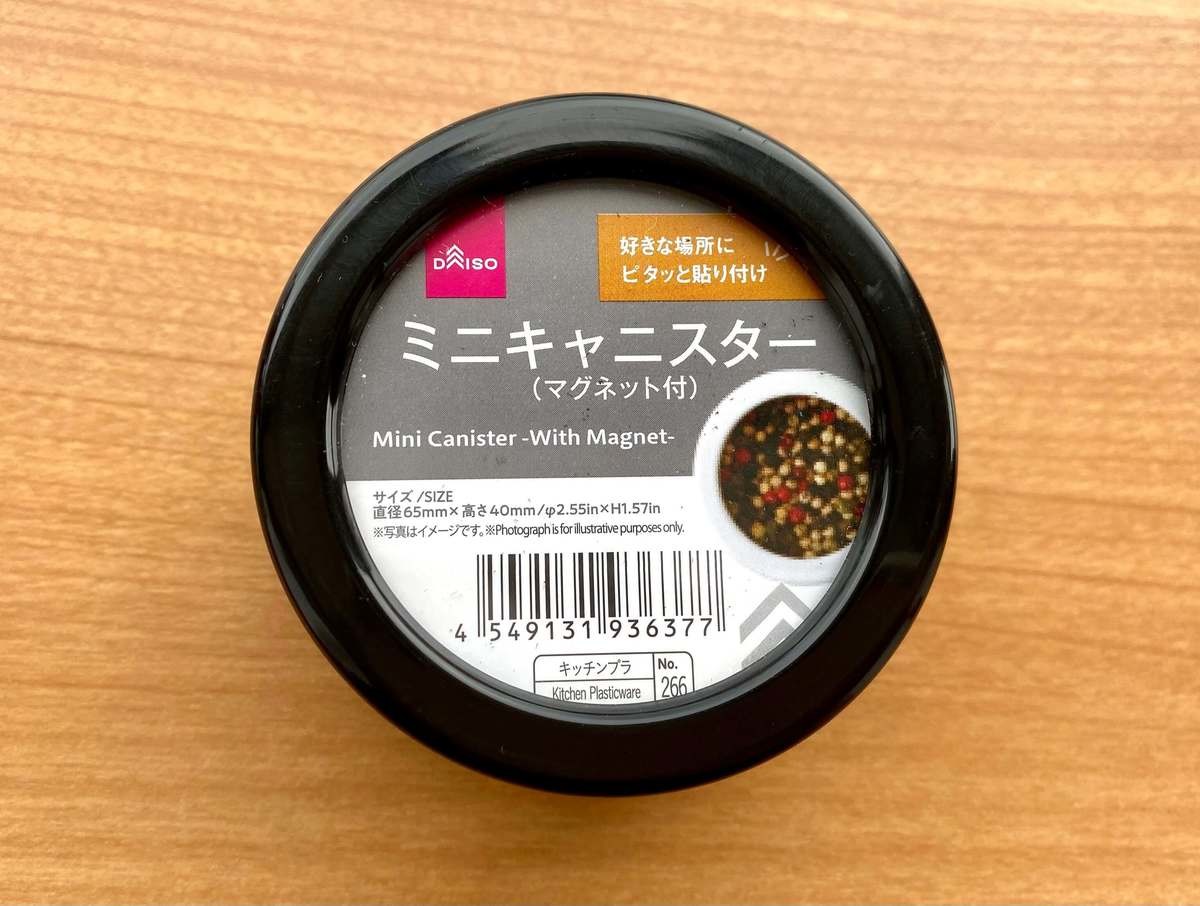 DAISO
好きな場所に
ピタッと貼り付け
ミニキャニスター
（マグネット付）
Mini Canister -With Magnet-
サイズ/SIZE
直径65mm×高さ40mm/φ2.55in×H1.57in
※写真はイメージです。※Photograph is for illustrative purposes only.
4 549131 936377
キッチンプラ No.
Kitchen Plasticware 266